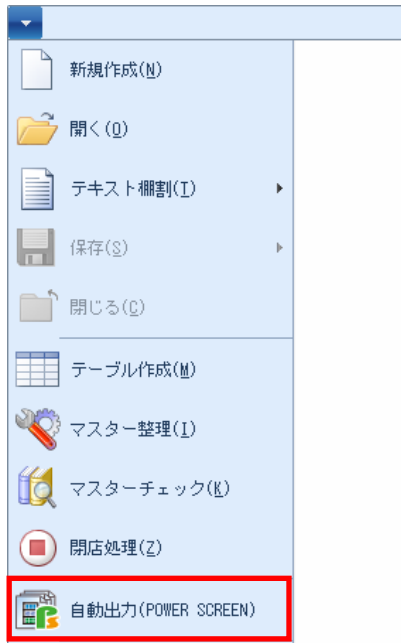 新規作成(N)
開く(O)
テキスト棚割(T)
保存(S)
閉じる(C)
テーブル作成(M)
マスター整理(I)
マスターチェック(K)
閉店処理(Z)
自動出力(POWER SCREEN)